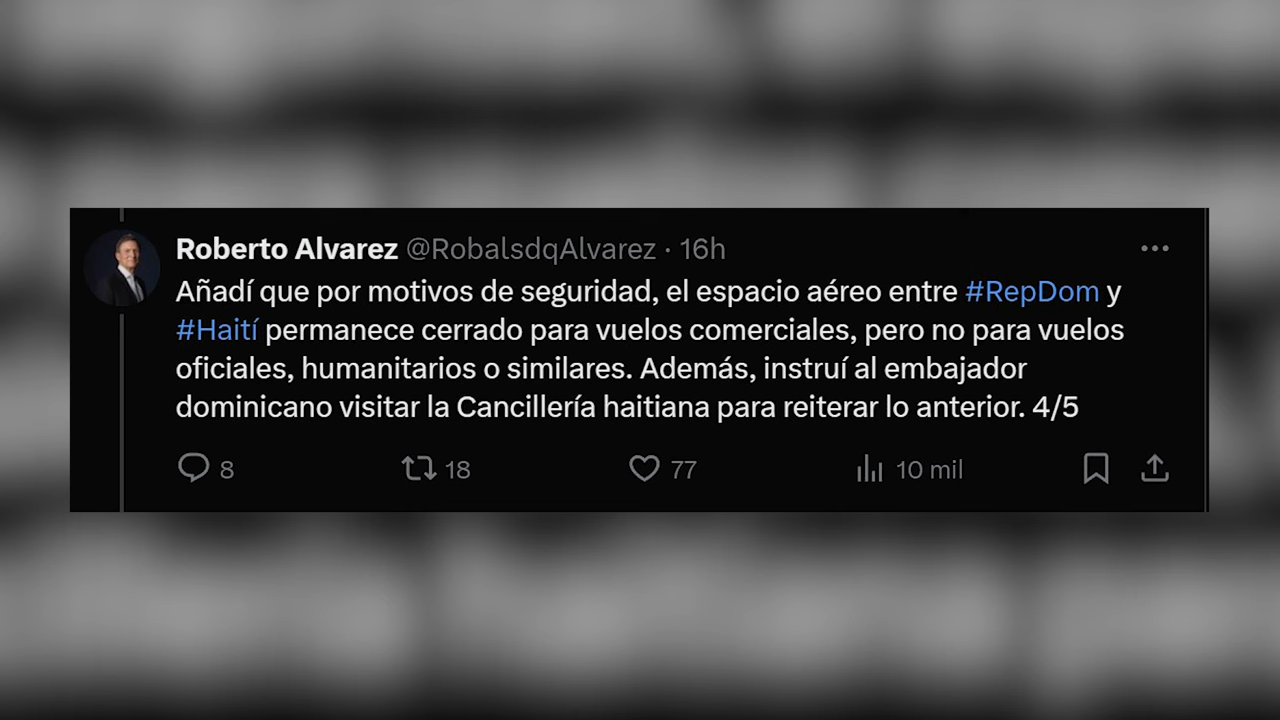 Roberto Alvarez @RobalsdqAlvarez · 16h
Añadí que por motivos de seguridad, el espacio aéreo entre #RepDom y
#Haití permanece cerrado para vuelos comerciales, pero no para vuelos
oficiales, humanitarios o similares. Además, instruí al embajador
dominicano visitar la Cancillería haitiana para reiterar lo anterior. 4/5
8 18 77 10 mil